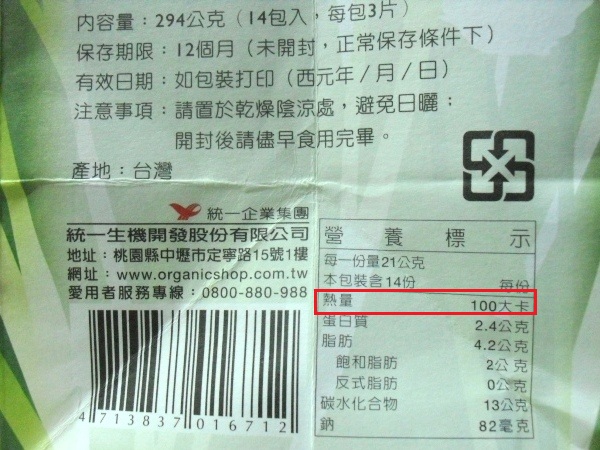 內容量：294公克（14包入，每包3片）
保存期限：12個月（未開封，正常保存條件下）
有效日期：如包裝打印（西元年/月/日）
注意事項：請置於乾燥陰涼處，避免日曬；
開封後請儘早食用完畢。
產地：台灣
統一企業集團
統一生機開發股份有限公司
地址：桃園縣中壢市定寧路15號1樓
網址：www.organicshop.com.tw
愛用者服務專線：0800-880-988
4713837016712
營養標示
每一份量21公克
本包裝含14份 每份
熱量 100大卡
蛋白質 2.4公克
脂肪 4.2公克
飽和脂肪 2公克
反式脂肪 0公克
碳水化合物 13公克
鈉 82毫克